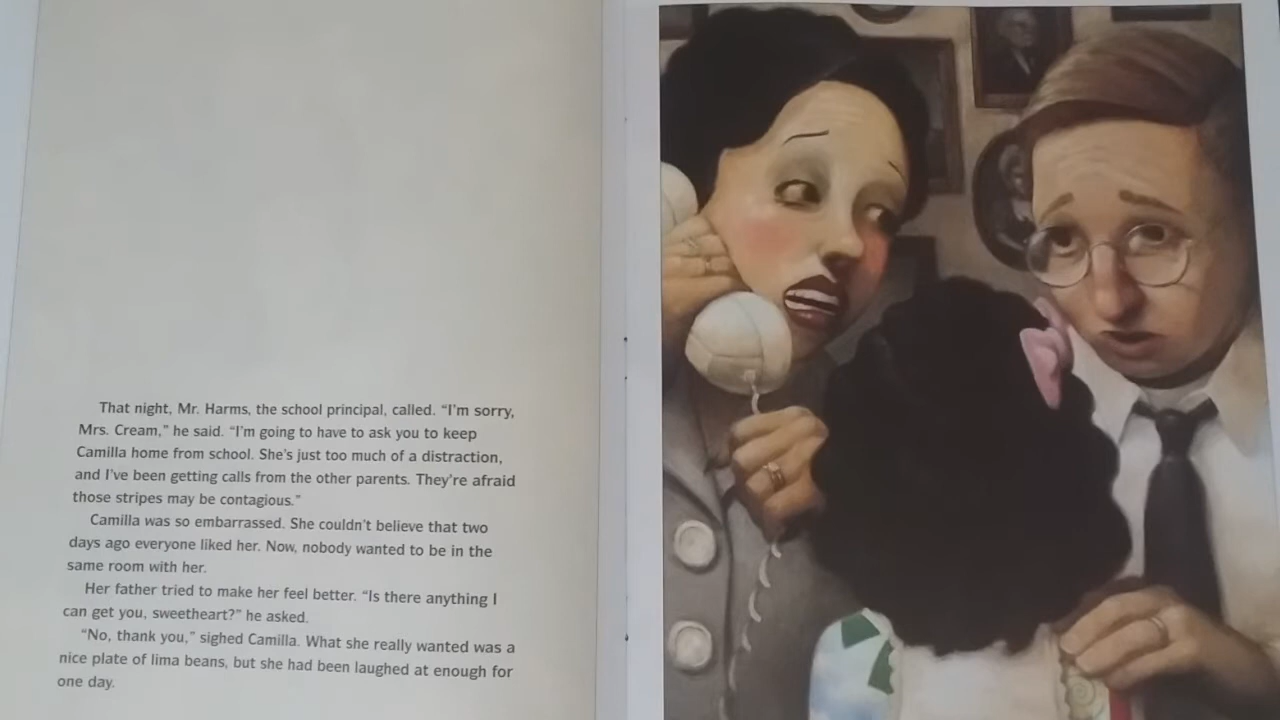 That night, Mr. Harms, the school principal, called. “I’m sorry,
Mrs. Cream,” he said. “I’m going to have to ask you to keep
Camilla home from school. She’s just too much of a distraction,
and I’ve been getting calls from the other parents. They’re afraid
those stripes may be contagious.”
Camilla was so embarrassed. She couldn’t believe that two
days ago everyone liked her. Now, nobody wanted to be in the
same room with her.
Her father tried to make her feel better. “Is there anything I
can get you, sweetheart?” he asked.
“No, thank you,” sighed Camilla. What she really wanted was a
nice plate of lima beans, but she had been laughed at enough for
one day.